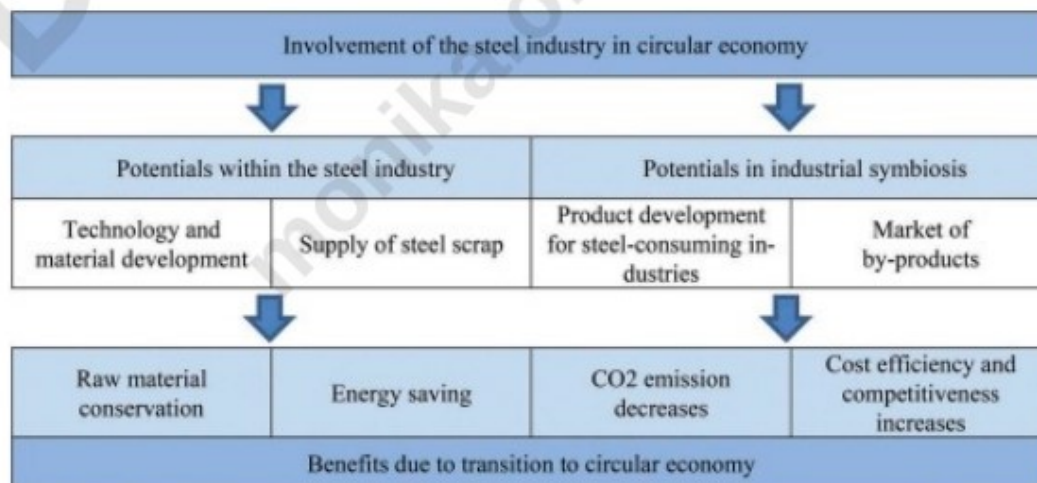 Involvement of the steel industry in circular economy
Potentials within the steel industry
Potentials in industrial symbiosis
Technology and
material development
Supply of steel scrap
Product development
for steel-consuming in-
dustries
Market of
by-products
Raw material
conservation
Energy saving
CO2 emission
decreases
Cost efficiency and
competitiveness
increases
Benefits due to transition to circular economy